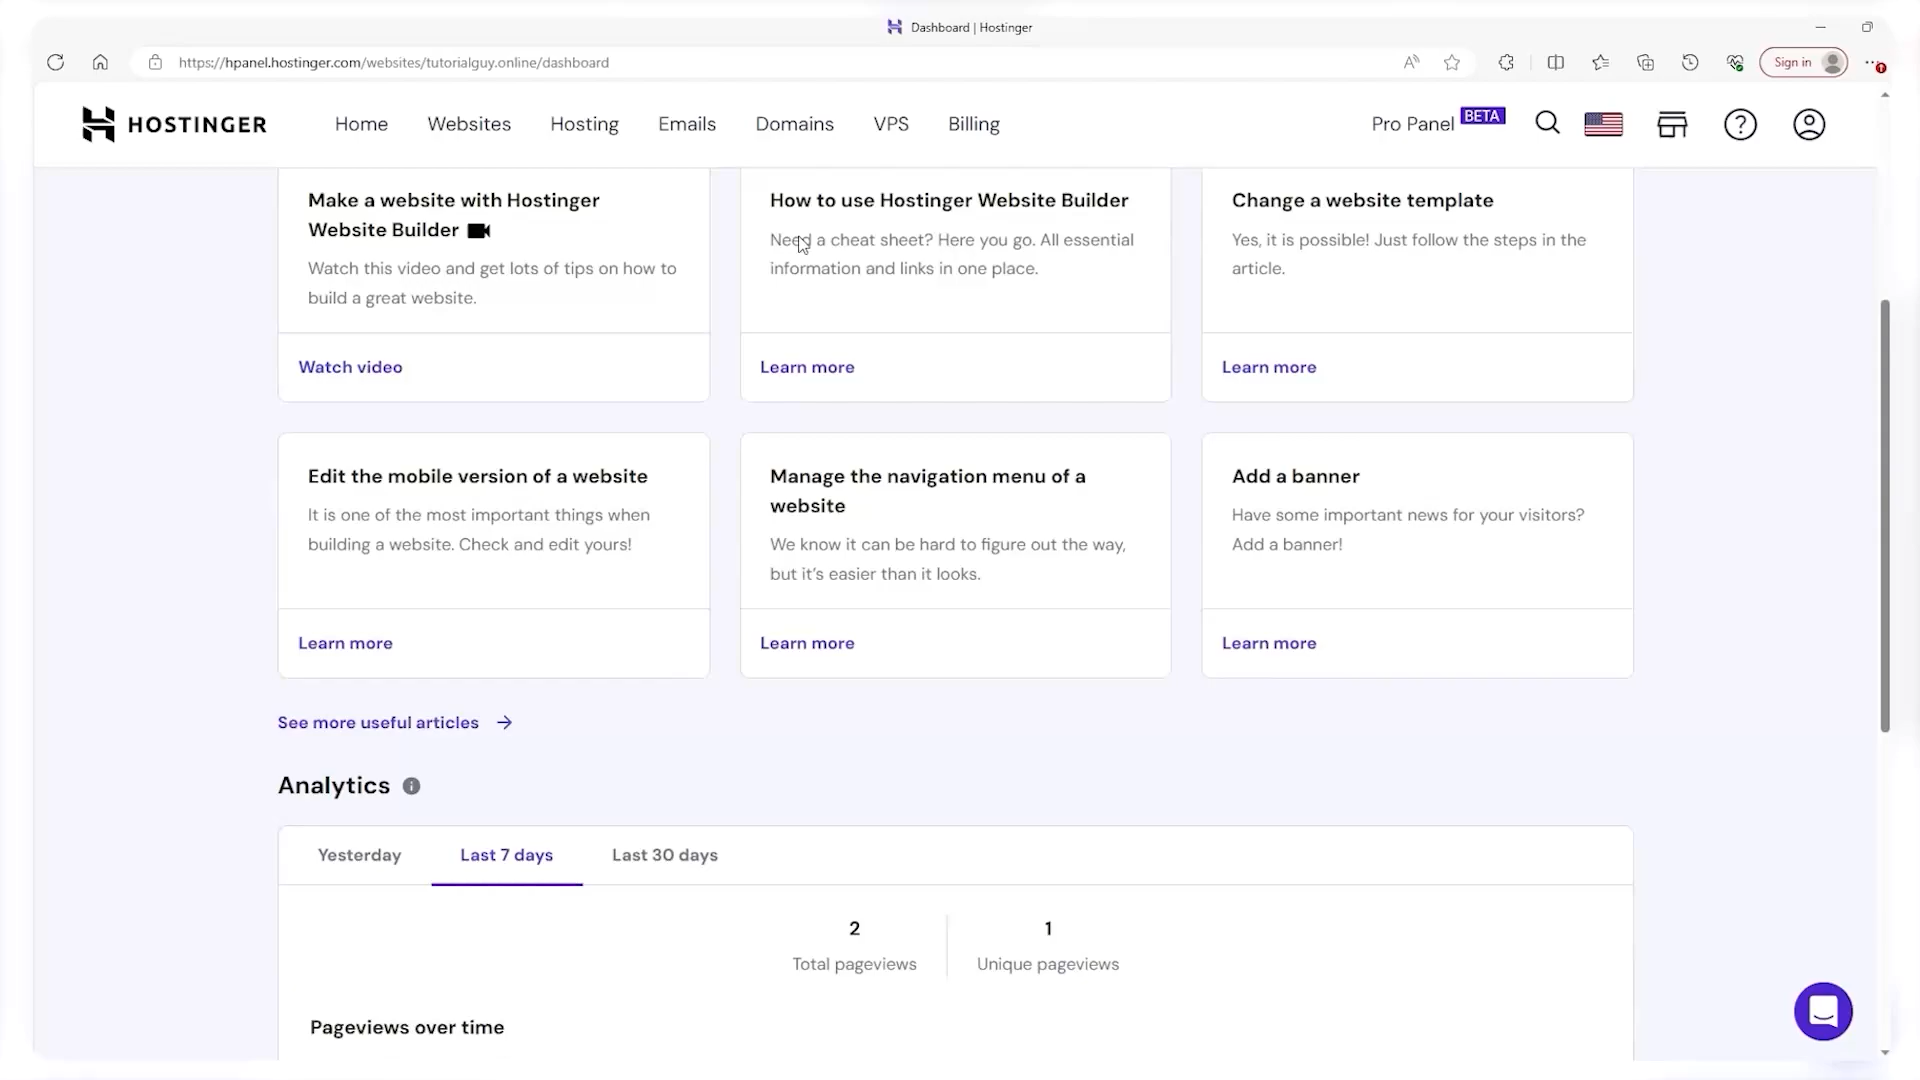 Dashboard | Hostinger
https://hpanel.hostinger.com/websites/tutorialguy.online/dashboard
Sign in
HOSTINGER
Home
Websites
Hosting
Emails
Domains
VPS
Billing
Pro Panel
BETA
Make a website with Hostinger
Website Builder
Watch this video and get lots of tips on how to
build a great website.
Watch video
How to use Hostinger Website Builder
Need a cheat sheet? Here you go. All essential
information and links in one place.
Learn more
Change a website template
Yes, it is possible! Just follow the steps in the
article.
Learn more
Edit the mobile version of a website
It is one of the most important things when
building a website. Check and edit yours!
Learn more
Manage the navigation menu of a
website
We know it can be hard to figure out the way,
but it's easier than it looks.
Learn more
Add a banner
Have some important news for your visitors?
Add a banner!
Learn more
See more useful articles
Analytics
Yesterday
Last 7 days
Last 30 days
2
Total pageviews
1
Unique pageviews
Pageviews over time